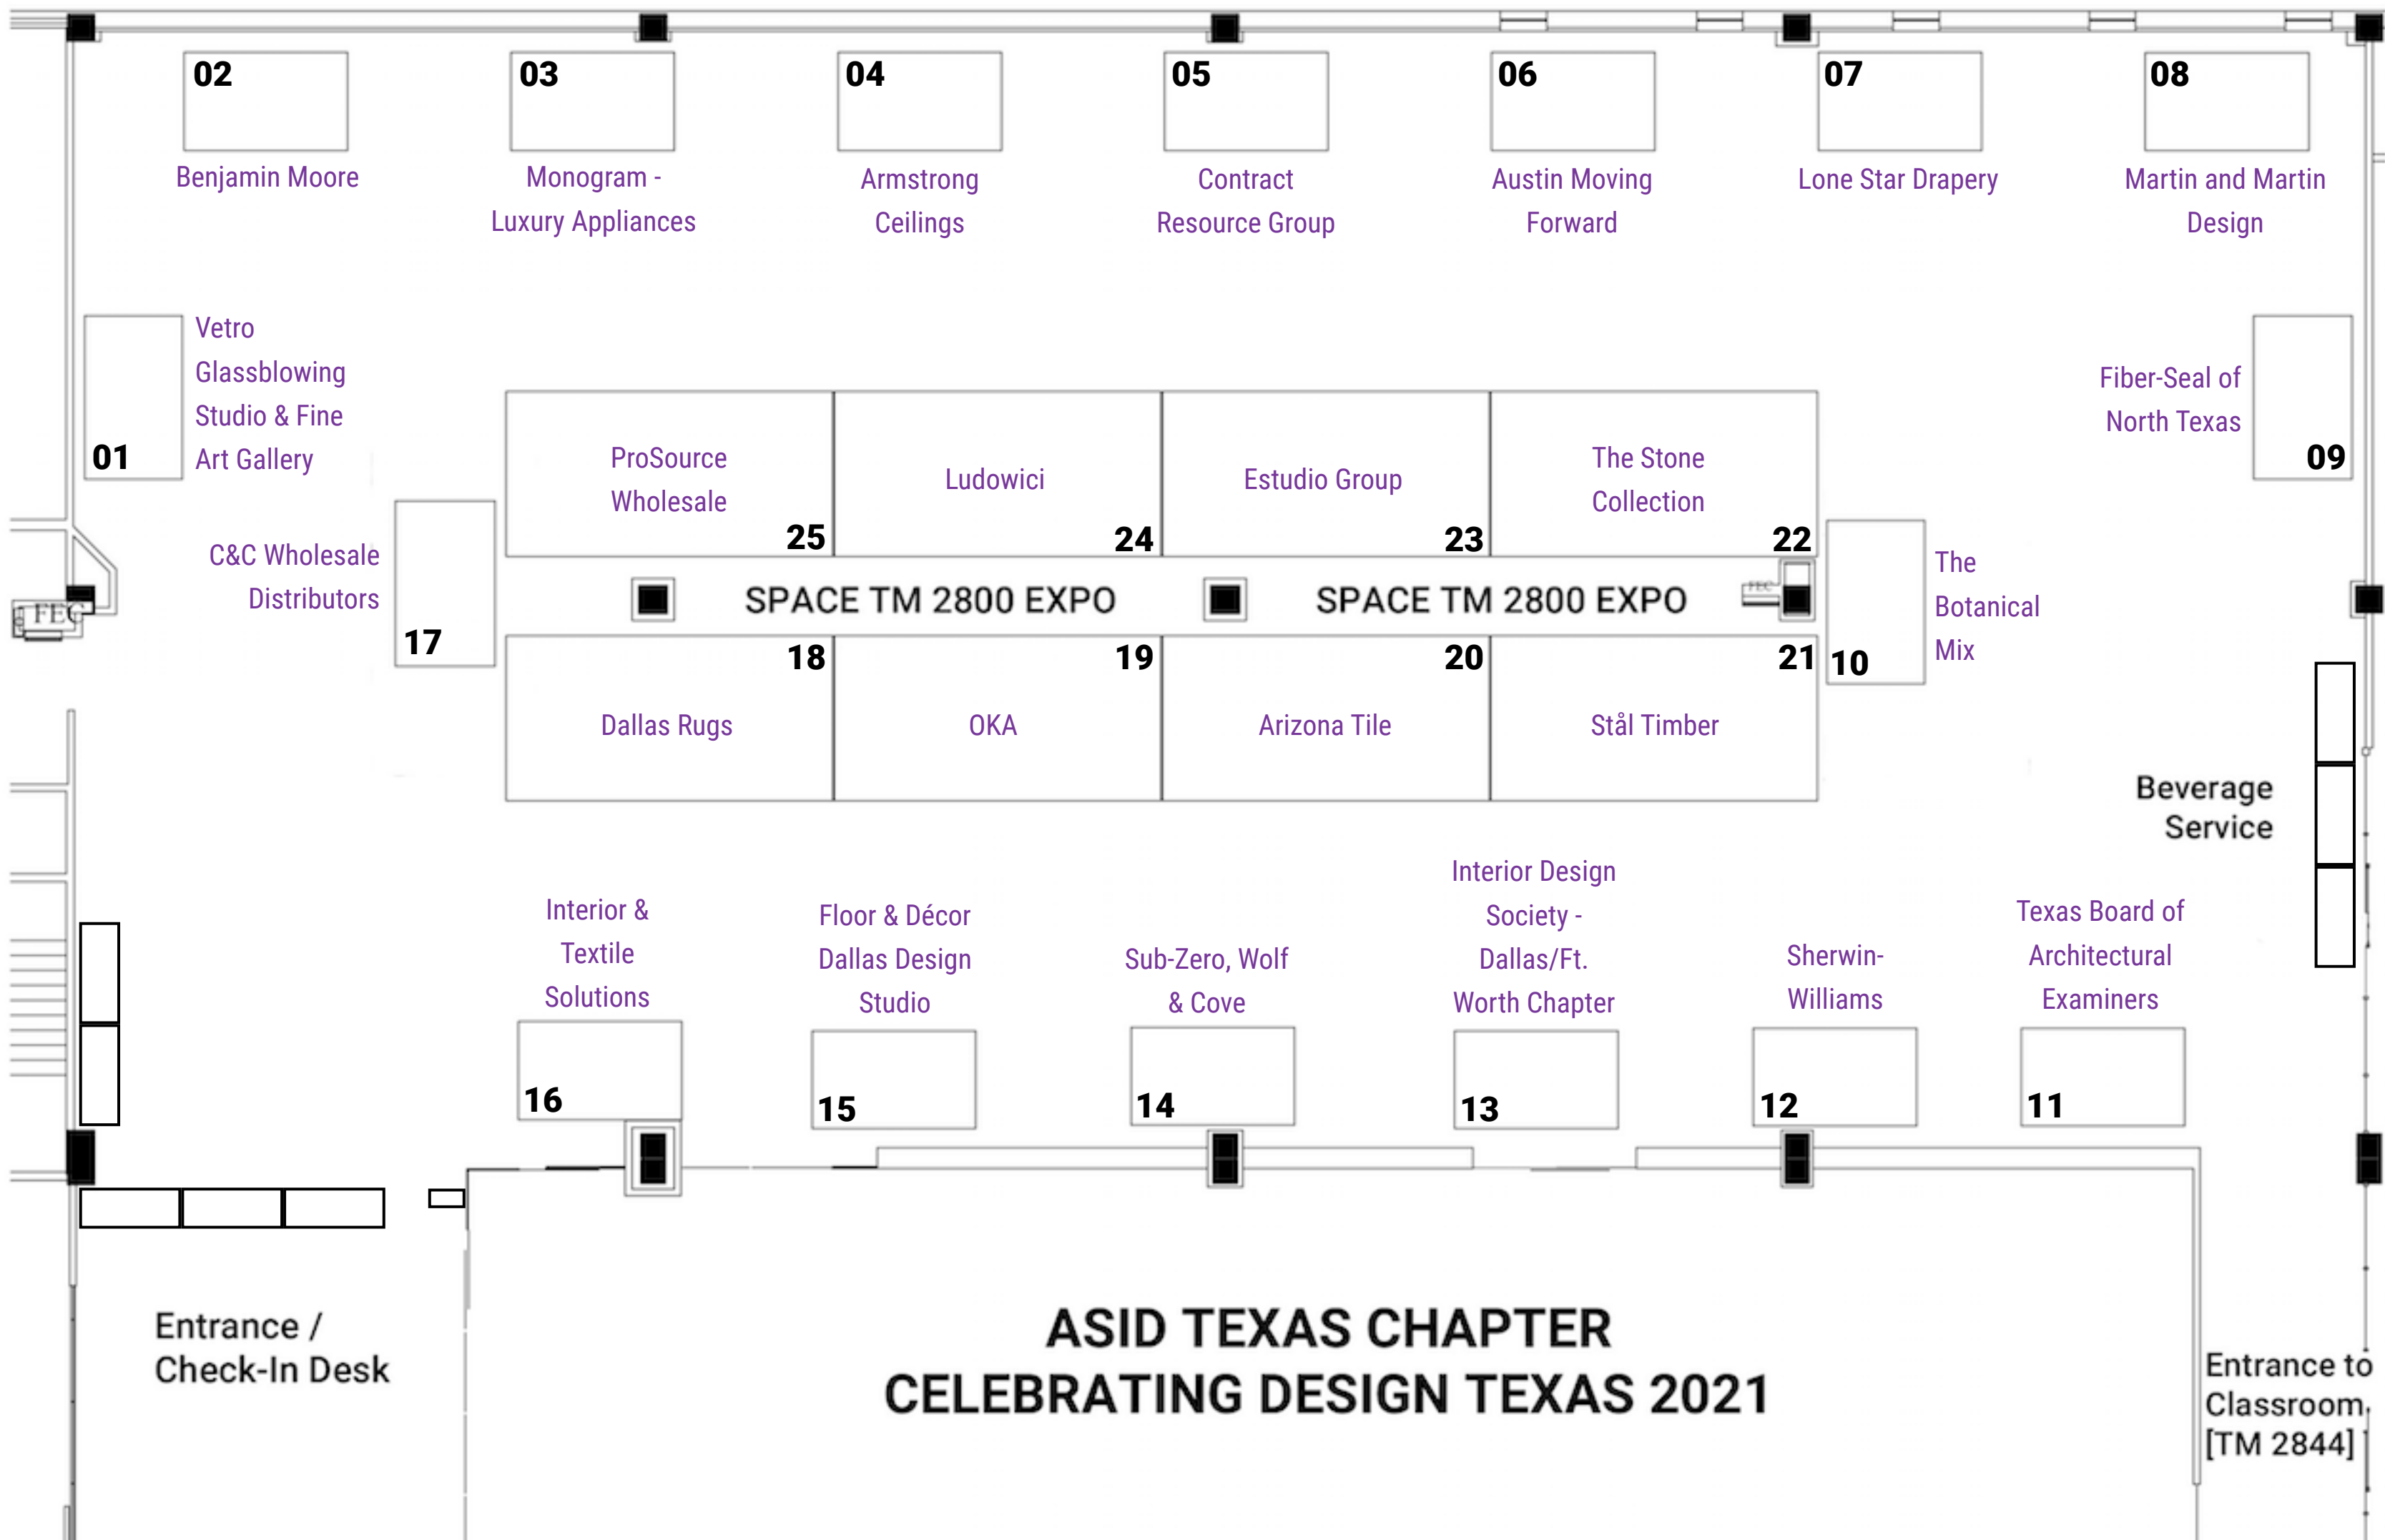 02
03
04
05
06
07
08
Benjamin Moore
Monogram -
Luxury Appliances
Armstrong
Ceilings
Contract
Resource Group
Austin Moving
Forward
Lone Star Drapery
Martin and Martin
Design
Vetro
Glassblowing
Studio & Fine
Art Gallery
01
Fiber-Seal of
North Texas
09
ProSource
Wholesale
25
Ludowici
24
Estudio Group
23
The Stone
Collection
22
C&C Wholesale
Distributors
17
FEC
SPACE TM 2800 EXPO
SPACE TM 2800 EXPO
FEC
The
Botanical
Mix
10
18
Dallas Rugs
19
OKA
20
Arizona Tile
21
Stål Timber
Beverage
Service
Interior &
Textile
Solutions
16
Floor & Décor
Dallas Design
Studio
15
Sub-Zero, Wolf
& Cove
14
Interior Design
Society -
Dallas/Ft.
Worth Chapter
13
Sherwin-
Williams
12
Texas Board of
Architectural
Examiners
11
Entrance /
Check-In Desk
ASID TEXAS CHAPTER
CELEBRATING DESIGN TEXAS 2021
Entrance to
Classroom
[TM 2844]